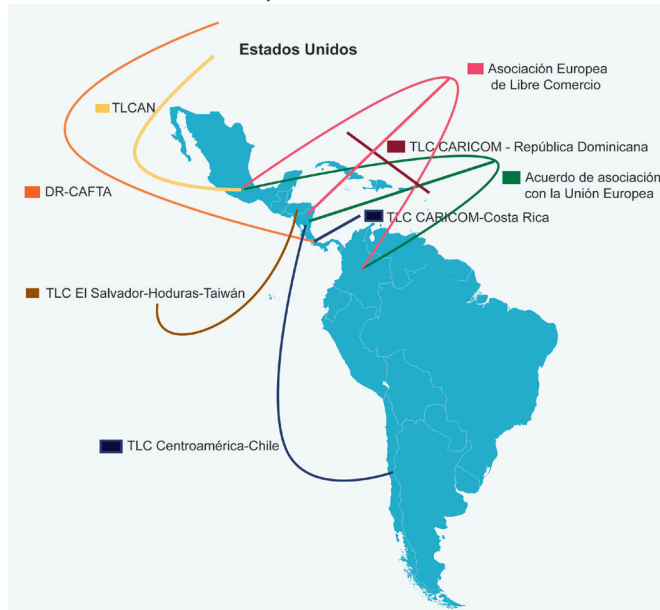 Estados Unidos
Asociación Europea
de Libre Comercio
TLCAN
TLC CARICOM - República Dominicana
Acuerdo de asociación
con la Unión Europea
DR-CAFTA
TLC CARICOM-Costa Rica
TLC El Salvador-Hoduras-Taiwán
TLC Centroamérica-Chile